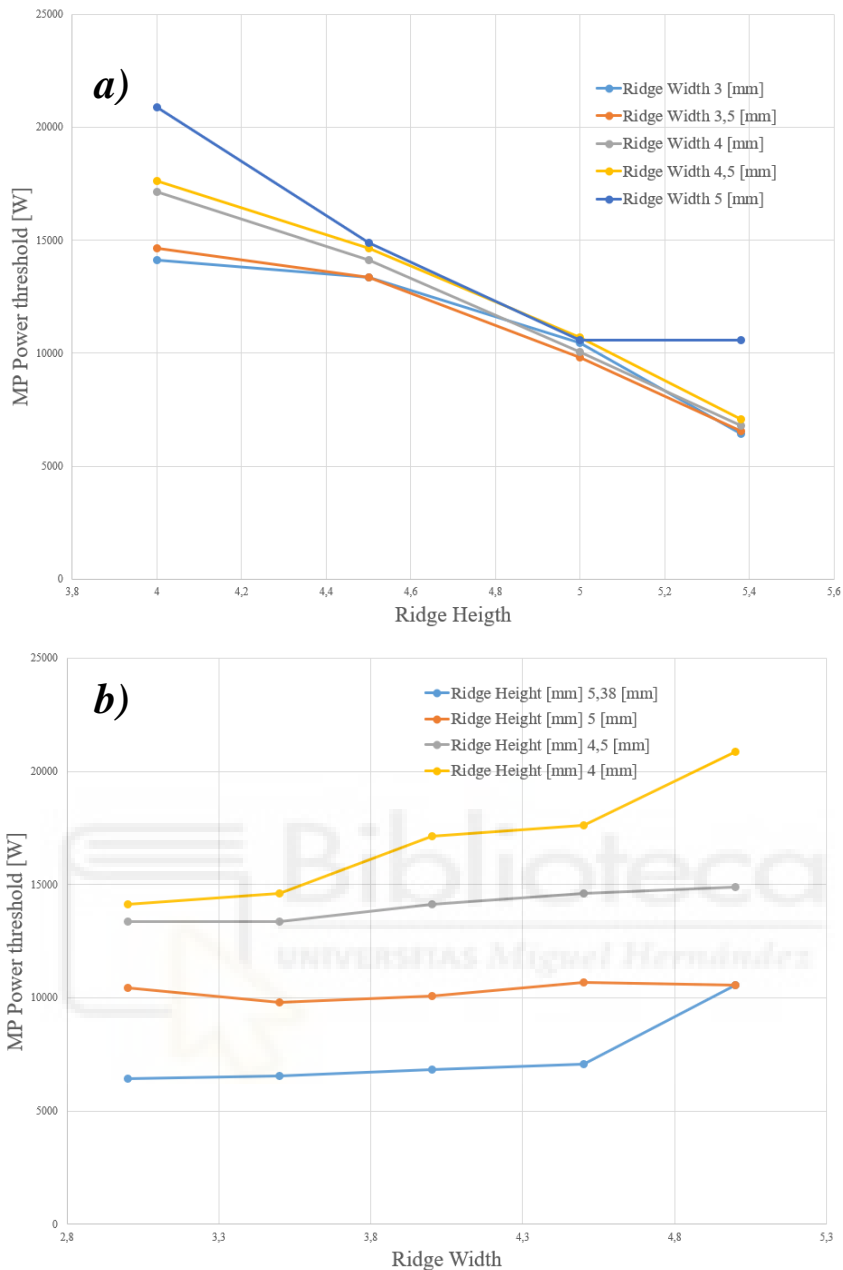 a)
25000
20000
15000
10000
5000
0
MP Power threshold [W]
Ridge Width 3 [mm]
Ridge Width 3,5 [mm]
Ridge Width 4 [mm]
Ridge Width 4,5 [mm]
Ridge Width 5 [mm]
3,8 4 4,2 4,4 4,6 4,8 5 5,2 5,4 5,6
Ridge Heigth
b)
25000
20000
15000
10000
5000
0
MP Power threshold [W]
Ridge Height [mm] 5,38 [mm]
Ridge Height [mm] 5 [mm]
Ridge Height [mm] 4,5 [mm]
Ridge Height [mm] 4 [mm]
Biblioteca
UNIVERSITAS Miguel Hernández
2,8 3,3 3,8 4,3 4,8 5,3
Ridge Width